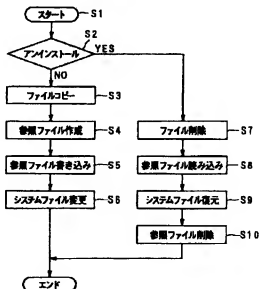 スタート S1
S2
アンインストール YES
NO
ファイルコピー S3
参照ファイル作成 S4
ファイル削除 S7
参照ファイル書き込み S5
参照ファイル読み込み S8
システムファイル変更 S6
システムファイル復元 S9
参照ファイル削除 S10
エンド